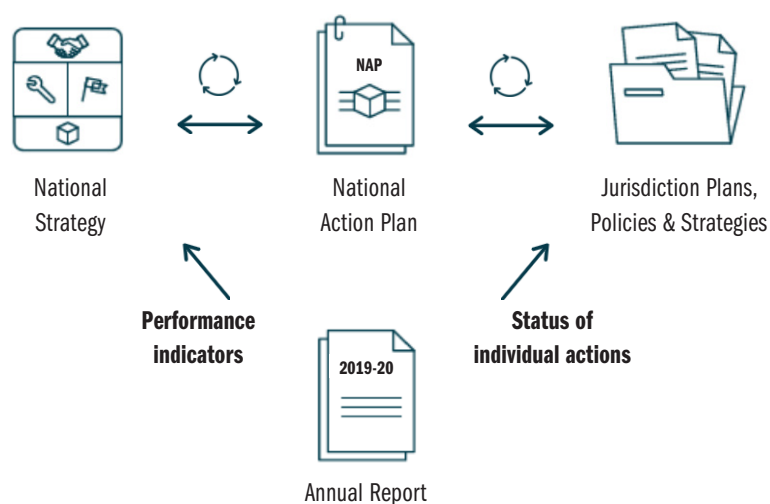 NAP
National
Strategy
National
Action Plan
Jurisdiction Plans,
Policies & Strategies
Performance
indicators
Status of
individual actions
2019-20
Annual Report